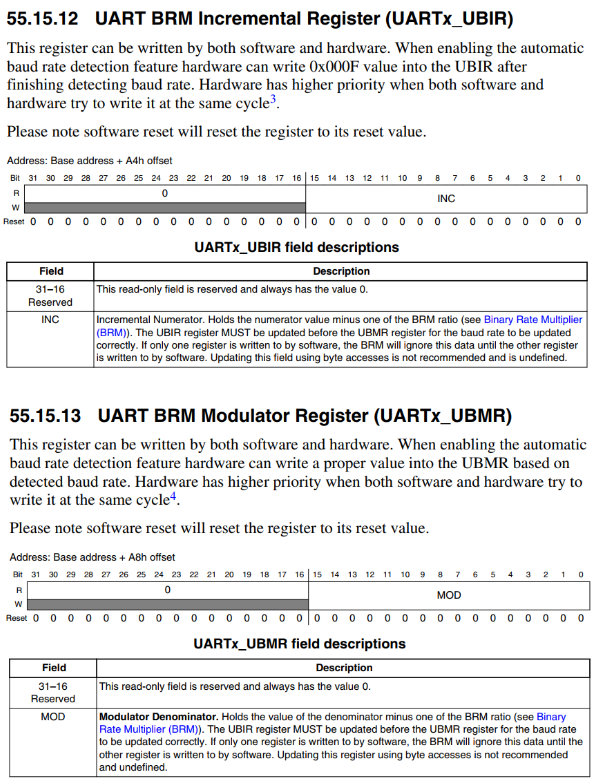 55.15.12 UART BRM Incremental Register (UARTx_UBIR)
This register can be written by both software and hardware. When enabling the automatic
baud rate detection feature hardware can write 0x000F value into the UBIR after
finishing detecting baud rate. Hardware has higher priority when both software and
hardware try to write it at the same cycle3.
Please note software reset will reset the register to its reset value.
Address: Base address + A4h offset
Bit 31 30 29 28 27 26 25 24 23 22 21 20 19 18 17 16 15 14 13 12 11 10 9 8 7 6 5 4 3 2 1 0
R 0 INC
W
Reset 0 0 0 0 0 0 0 0 0 0 0 0 0 0 0 0 0 0 0 0 0 0 0 0 0 0 0 0 0 0 0 0
UARTx_UBIR field descriptions
Field Description
31–16 This read-only field is reserved and always has the value 0.
Reserved
INC Incremental Numerator. Holds the numerator value minus one of the BRM ratio (see Binary Rate Multiplier
(BRM)). The UBIR register MUST be updated before the UBMR register for the baud rate to be updated
correctly. If only one register is written to by software, the BRM will ignore this data until the other register
is written to by software. Updating this field using byte accesses is not recommended and is undefined.
55.15.13 UART BRM Modulator Register (UARTx_UBMR)
This register can be written by both software and hardware. When enabling the automatic
baud rate detection feature hardware can write a proper value into the UBMR based on
detected baud rate. Hardware has higher priority when both software and hardware try to
write it at the same cycle4.
Please note software reset will reset the register to its reset value.
Address: Base address + A8h offset
Bit 31 30 29 28 27 26 25 24 23 22 21 20 19 18 17 16 15 14 13 12 11 10 9 8 7 6 5 4 3 2 1 0
R 0 MOD
W
Reset 0 0 0 0 0 0 0 0 0 0 0 0 0 0 0 0 0 0 0 0 0 0 0 0 0 0 0 0 0 0 0 0
UARTx_UBMR field descriptions
Field Description
31–16 This read-only field is reserved and always has the value 0.
Reserved
MOD Modulator Denominator. Holds the value of the denominator minus one of the BRM ratio (see Binary
Rate Multiplier (BRM)). The UBIR register MUST be updated before the UBMR register for the baud rate
to be updated correctly. If only one register is written to by software, the BRM will ignore this data until the
other register is written to by software. Updating this register using byte accesses is not recommended
and undefined.